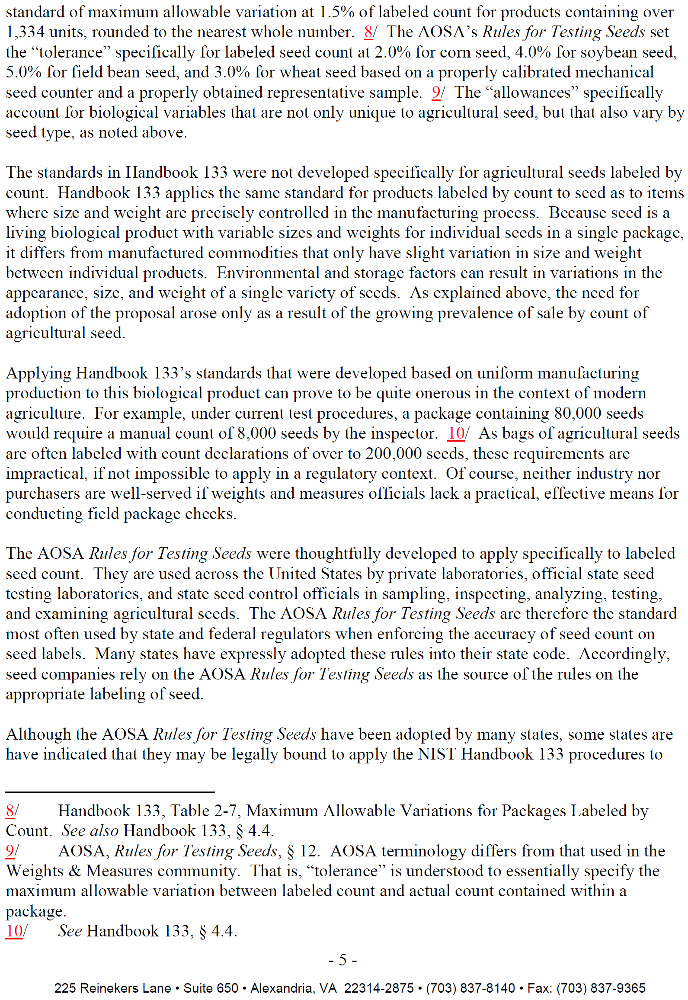 standard of maximum allowable variation at 1.5% of labeled count for products containing over
1,334 units, rounded to the nearest whole number.  8/  The AOSA’s Rules for Testing Seeds set
the “tolerance” specifically for labeled seed count at 2.0% for corn seed, 4.0% for soybean seed,
5.0% for field bean seed, and 3.0% for wheat seed based on a properly calibrated mechanical
seed counter and a properly obtained representative sample.  9/  The “allowances” specifically
account for biological variables that are not only unique to agricultural seed, but that also vary by
seed type, as noted above.
The standards in Handbook 133 were not developed specifically for agricultural seeds labeled by
count.  Handbook 133 applies the same standard for products labeled by count to seed as to items
where size and weight are precisely controlled in the manufacturing process.  Because seed is a
living biological product with variable sizes and weights for individual seeds in a single package,
it differs from manufactured commodities that only have slight variation in size and weight
between individual products.  Environmental and storage factors can result in variations in the
appearance, size, and weight of a single variety of seeds.  As explained above, the need for
adoption of the proposal arose only as a result of the growing prevalence of sale by count of
agricultural seed.
Applying Handbook 133’s standards that were developed based on uniform manufacturing
production to this biological product can prove to be quite onerous in the context of modern
agriculture.  For example, under current test procedures, a package containing 80,000 seeds
would require a manual count of 8,000 seeds by the inspector.  10/  As bags of agricultural seeds
are often labeled with count declarations of over to 200,000 seeds, these requirements are
impractical, if not impossible to apply in a regulatory context.  Of course, neither industry nor
purchasers are well-served if weights and measures officials lack a practical, effective means for
conducting field package checks.
The AOSA Rules for Testing Seeds were thoughtfully developed to apply specifically to labeled
seed count.  They are used across the United States by private laboratories, official state seed
testing laboratories, and state seed control officials in sampling, inspecting, analyzing, testing,
and examining agricultural seeds.  The AOSA Rules for Testing Seeds are therefore the standard
most often used by state and federal regulators when enforcing the accuracy of seed count on
seed labels.  Many states have expressly adopted these rules into their state code.  Accordingly,
seed companies rely on the AOSA Rules for Testing Seeds as the source of the rules on the
appropriate labeling of seed.
Although the AOSA Rules for Testing Seeds have been adopted by many states, some states are
have indicated that they may be legally bound to apply the NIST Handbook 133 procedures to
8/ Handbook 133, Table 2-7, Maximum Allowable Variations for Packages Labeled by
Count.  See also Handbook 133, § 4.4.
9/ AOSA, Rules for Testing Seeds, § 12.  AOSA terminology differs from that used in the
Weights & Measures community.  That is, “tolerance” is understood to essentially specify the
maximum allowable variation between labeled count and actual count contained within a
package.
10/ See Handbook 133, § 4.4.
- 5 -
225 Reinekers Lane • Suite 650 • Alexandria, VA  22314-2875 • (703) 837-8140 • Fax: (703) 837-9365